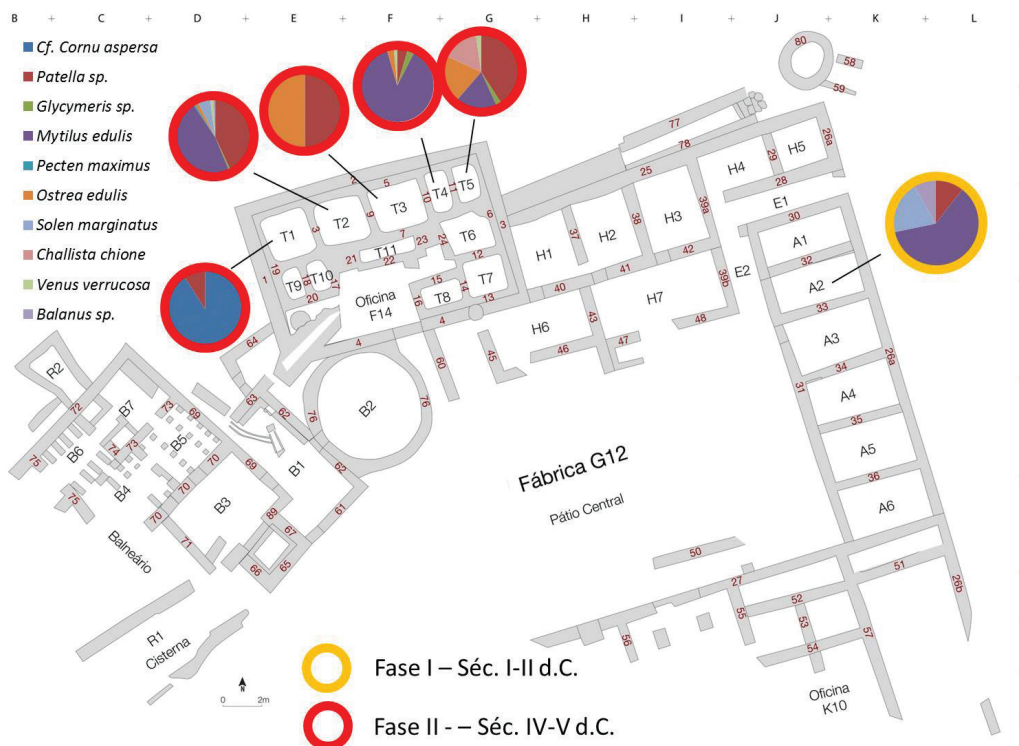 B + C + D + E + F + G + H + I + J + K + L
Cf. Cornu aspersa
Patella sp.
Glycymeris sp.
Mytilus edulis
Pecten maximus
Ostrea edulis
Solen marginatus
Challista chione
Venus verrucosa
Balanus sp.
80
58
59
77
78
25
26a
29
H5
H4
28
E1
30
A1
32
A2
33
A3
34
26a
A4
31
35
A5
36
A6
2
5
T1
3
T2
9
T3
10
T4
11
T5
6
3
7
23
24
T6
T11
22
21
12
19
1
T9
18
T10
17
20
15
T7
14
T8
16
13
Oficina
F14
4
4
37
H1
H2
38
H3
39a
42
41
40
39b
E2
H7
48
H6
43
46
47
45
60
64
63
62
76
B2
76
R2
72
B7
73
69
B5
B6
75
74
73
70
B4
75
70
70
69
B1
62
B3
61
89
67
65
66
71
Balneário
R1
Cisterna
Fábrica G12
Pátio Central
50
27
51
26b
52
55
53
57
54
56
Oficina
K10
N
0 2m
Fase I – Séc. I-II d.C.
Fase II - – Séc. IV-V d.C.